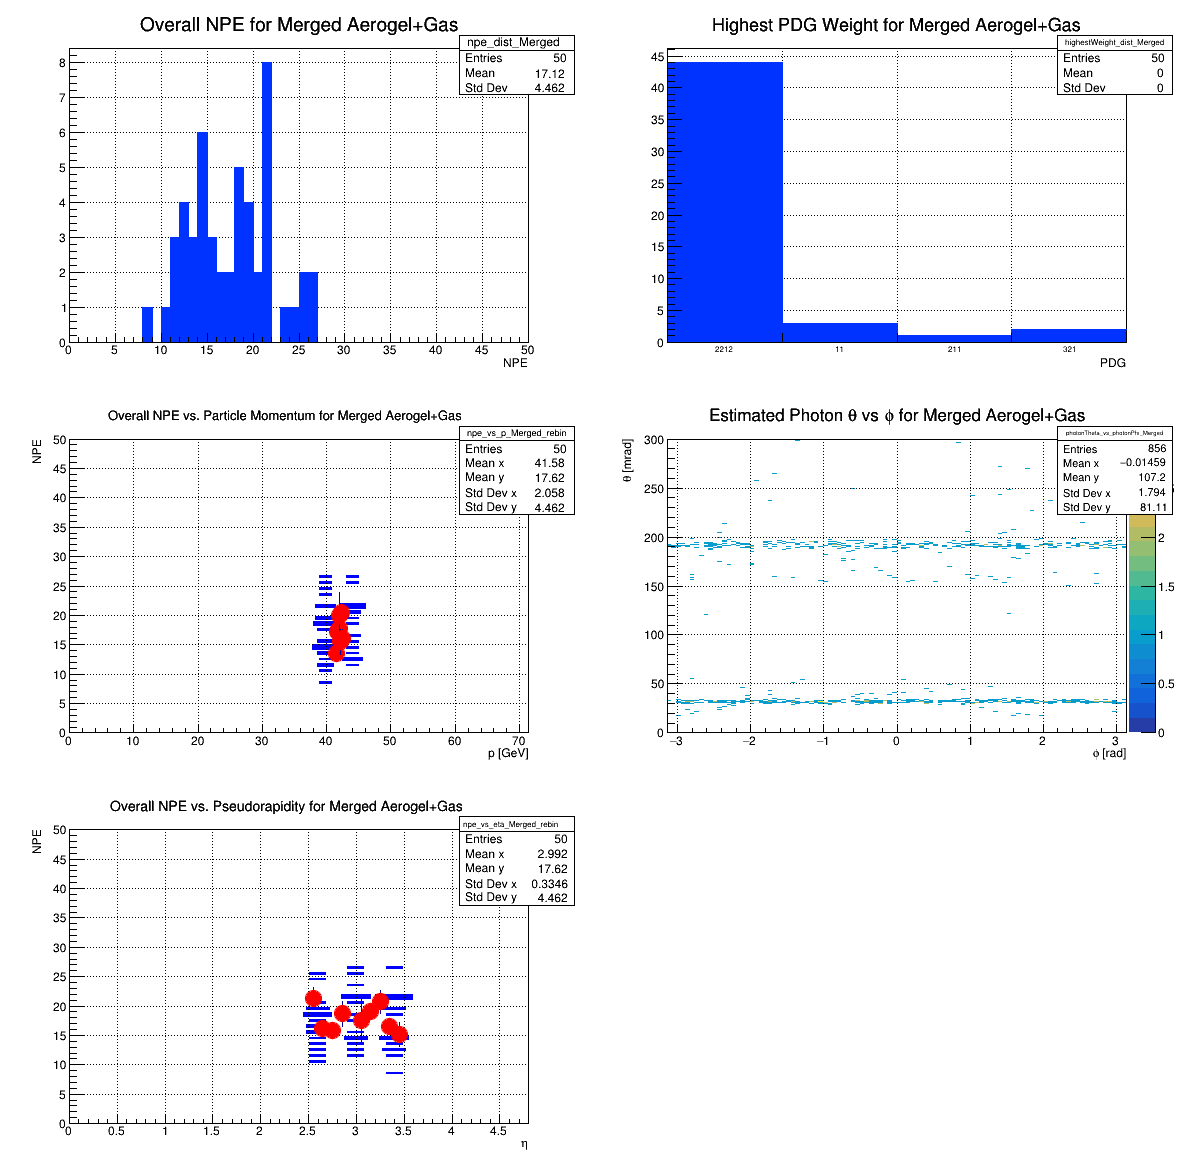 Overall NPE for Merged Aerogel+Gas
npe_dist_Merged
Entries 50
Mean 17.12
Std Dev 4.462
8
7
6
5
4
3
2
1
0
0 5 10 15 20 25 30 35 40 45 50
NPE
Highest PDG Weight for Merged Aerogel+Gas
highestWeight_dist_Merged
Entries 50
Mean 0
Std Dev 0
45
40
35
30
25
20
15
10
5
0
2212 11 211 321
PDG
Overall NPE vs. Particle Momentum for Merged Aerogel+Gas
NPE
npe_vs_p_Merged_rebin
Entries 50
Mean x 41.58
Mean y 17.62
Std Dev x 2.058
Std Dev y 4.462
50
45
40
35
30
25
20
15
10
5
0
0 10 20 30 40 50 60 70
p [GeV]
Estimated Photon θ vs ϕ for Merged Aerogel+Gas
θ [mrad]
photonTheta_vs_photonPhi_Merged
Entries 856
Mean x −0.01459
Mean y 107.2
Std Dev x 1.794
Std Dev y 81.11
300
250
200
150
100
50
0
−3 −2 −1 0 1 2 3
ϕ [rad]
2
1.5
1
0.5
0
Overall NPE vs. Pseudorapidity for Merged Aerogel+Gas
NPE
npe_vs_eta_Merged_rebin
Entries 50
Mean x 2.992
Mean y 17.62
Std Dev x 0.3346
Std Dev y 4.462
50
45
40
35
30
25
20
15
10
5
0
0 0.5 1 1.5 2 2.5 3 3.5 4 4.5
η